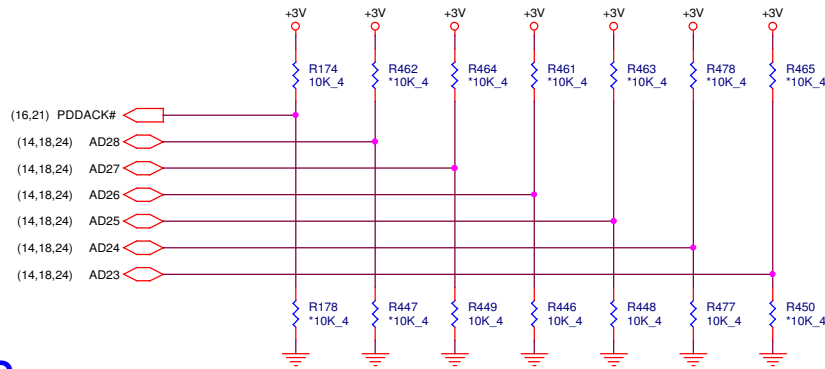 +3V +3V +3V +3V +3V +3V +3V
R174 R462 R464 R461 R463 R478 R465
10K_4 *10K_4 *10K_4 *10K_4 *10K_4 *10K_4 *10K_4
(16,21) PDDACK#
(14,18,24) AD28
(14,18,24) AD27
(14,18,24) AD26
(14,18,24) AD25
(14,18,24) AD24
(14,18,24) AD23
R178 R447 R449 R446 R448 R477 R450
*10K_4 *10K_4 10K_4 10K_4 10K_4 10K_4 *10K_4